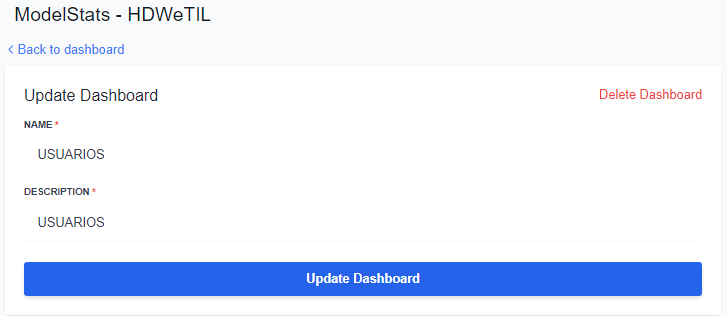 ModelStats - HDWeTIL
Back to dashboard
Update Dashboard
Delete Dashboard
NAME *
USUARIOS
DESCRIPTION *
USUARIOS
Update Dashboard